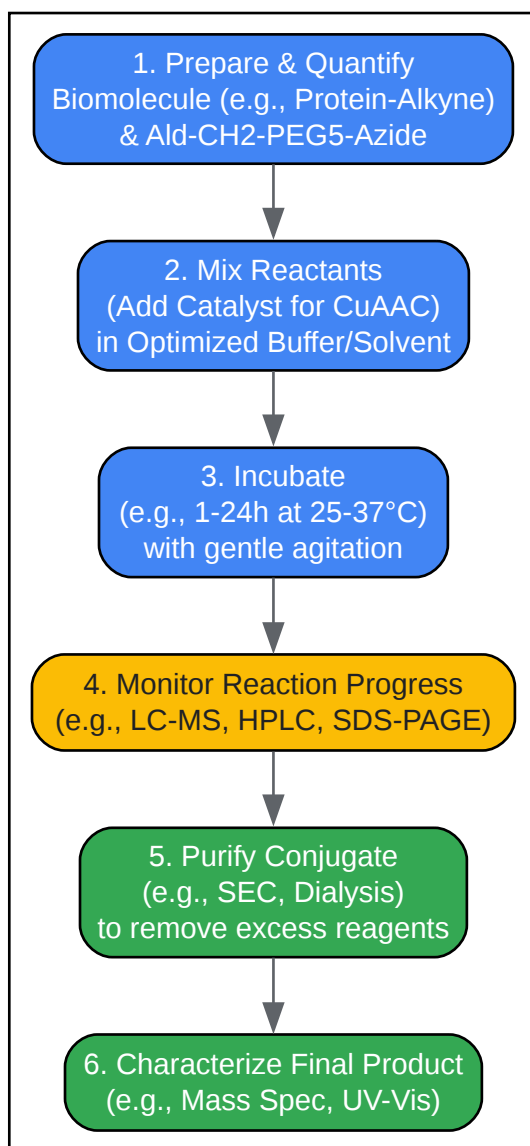 1. Prepare & Quantify
Biomolecule (e.g., Protein-Alkyne)
& Ald-CH2-PEG5-Azide
2. Mix Reactants
(Add Catalyst for CuAAC)
in Optimized Buffer/Solvent
3. Incubate
(e.g., 1-24h at 25-37°C)
with gentle agitation
4. Monitor Reaction Progress
(e.g., LC-MS, HPLC, SDS-PAGE)
5. Purify Conjugate
(e.g., SEC, Dialysis)
to remove excess reagents
6. Characterize Final Product
(e.g., Mass Spec, UV-Vis)